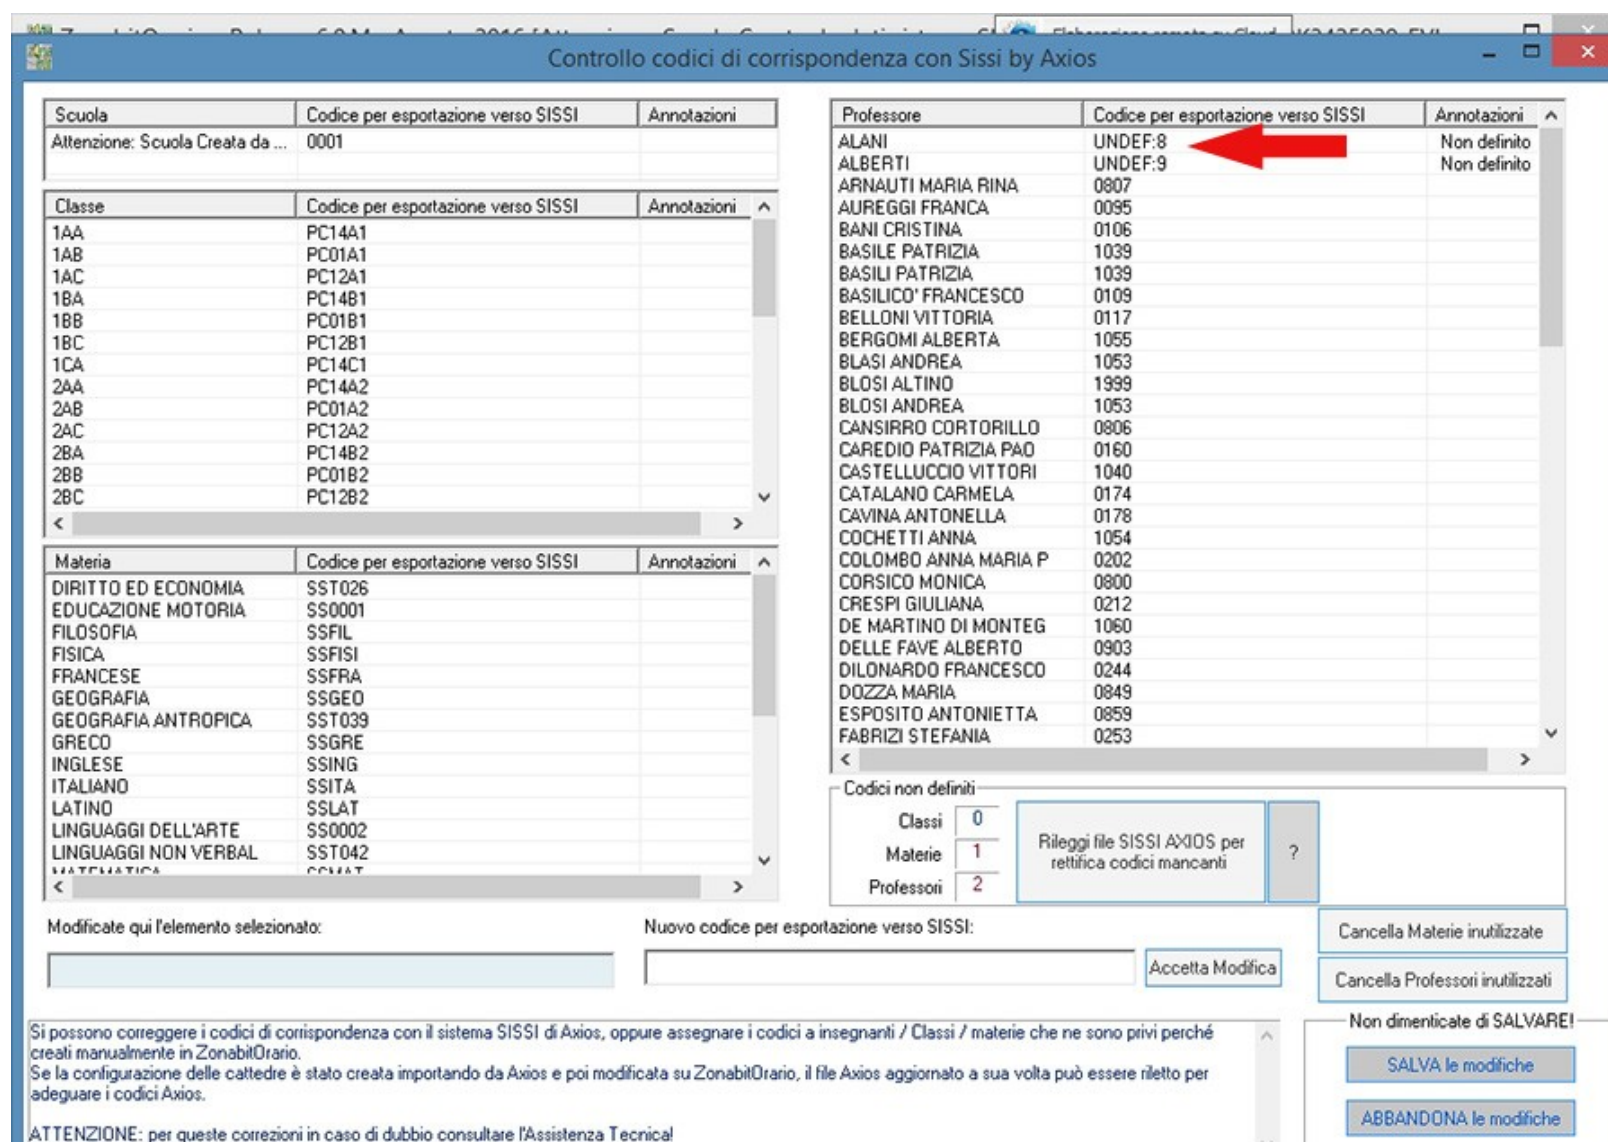 Controllo codici di corrispondenza con Sissi by Axios
Scuola Codice per esportazione verso SISSI Annotazioni
Attenzione: Scuola Creata da ... 0001
Classe Codice per esportazione verso SISSI Annotazioni
1AA PC14A1
1AB PC01A1
1AC PC12A1
1BA PC14B1
1BB PC01B1
1BC PC12B1
1CA PC14C1
2AA PC14A2
2AB PC01A2
2AC PC12A2
2BA PC14B2
2BB PC01B2
2BC PC12B2
Materia Codice per esportazione verso SISSI Annotazioni
DIRITTO ED ECONOMIA SST026
EDUCAZIONE MOTORIA SS0001
FILOSOFIA SSFIL
FISICA SSFISI
FRANCESE SSFRA
GEOGRAFIA SSGEO
GEOGRAFIA ANTROPICA SST039
GRECO SSGRE
INGLESE SSING
ITALIANO SSITA
LATINO SSLAT
LINGUAGGI DELL'ARTE SS0002
LINGUAGGI NON VERBAL SST042
MATEMATICA SSMAT
Professore Codice per esportazione verso SISSI Annotazioni
ALANI UNDEF:8 Non definito
ALBERTI UNDEF:9 Non definito
ARNAUTI MARIA RINA 0807
AUREGGI FRANCA 0095
BANI CRISTINA 0106
BASILE PATRIZIA 1039
BASILI PATRIZIA 1039
BASILICO' FRANCESCO 0109
BELLONI VITTORIA 0117
BERGOMI ALBERTA 1055
BLASI ANDREA 1053
BLOSI ALTINO 1999
BLOSI ANDREA 1053
CANSIRRO CORTORILLO 0806
CAREDIO PATRIZIA PAO 0160
CASTELLUCCIO VITTORI 1040
CATALANO CARMELA 0174
CAVINA ANTONELLA 0178
COCHETTI ANNA 1054
COLOMBO ANNA MARIA P 0202
CORSICO MONICA 0800
CRESPI GIULIANA 0212
DE MARTINO DI MONTEG 1060
DELLE FAVE ALBERTO 0903
DILONARDO FRANCESCO 0244
DOZZA MARIA 0849
ESPOSITO ANTONIETTA 0859
FABRIZI STEFANIA 0253
Codici non definiti
Classi 0
Materie 1
Professori 2
Rileggi file SISSI AXIOS per
rettifica codici mancanti
?
Modificate qui l'elemento selezionato:
Nuovo codice per esportazione verso SISSI:
Accetta Modifica
Cancella Materie inutilizzate
Cancella Professori inutilizzati
Si possono correggere i codici di corrispondenza con il sistema SISSI di Axios, oppure assegnare i codici a insegnanti / Classi / materie che ne sono privi perché
creati manualmente in ZonabitOrario.
Se la configurazione delle cattedre è stato creata importando da Axios e poi modificata su ZonabitOrario, il file Axios aggiornato a sua volta può essere riletto per
adeguare i codici Axios.
ATTENZIONE: per queste correzioni in caso di dubbio consultare l'Assistenza Tecnica!
Non dimenticate di SALVARE!
SALVA le modifiche
ABBANDONA le modifiche